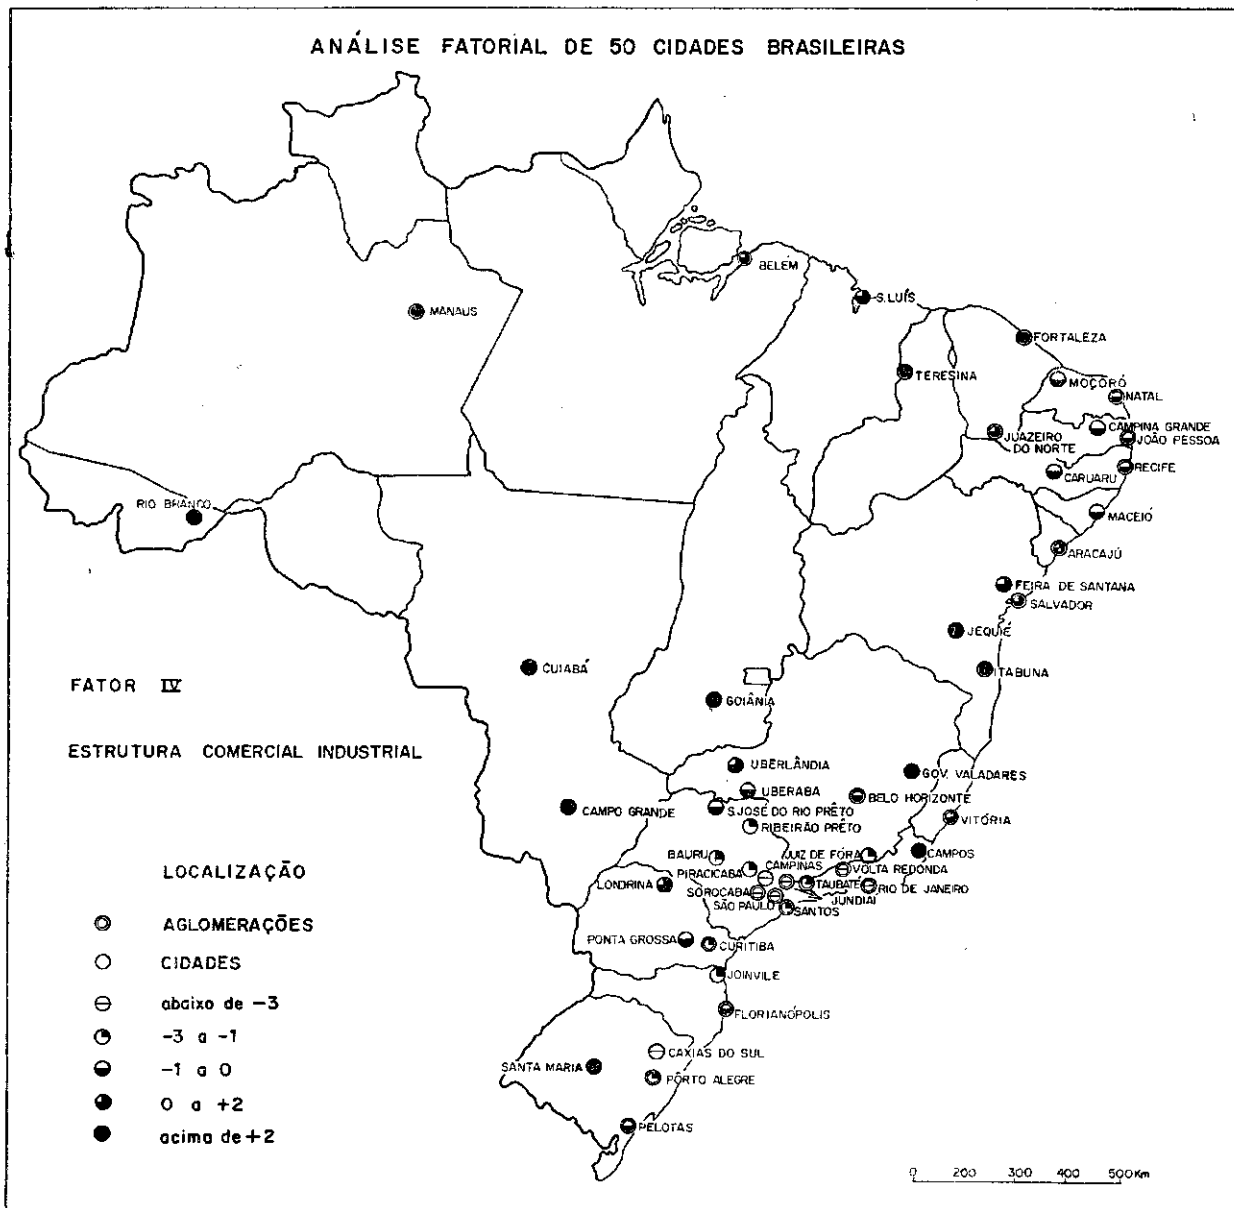 ANÁLISE FATORIAL DE 50 CIDADES BRASILEIRAS
BELÉM
S. LUÍS
MANAUS
FORTALEZA
TERESINA
MOÇORÓ
NATAL
CAMPINA GRANDE
JUAZEIRO
DO NORTE
JOÃO PESSOA
CARUARU
RECIFE
RIO BRANCO
MACEIÓ
ARACAJÚ
FEIRA DE SANTANA
SALVADOR
JEQUIÉ
CUIABÁ
ITABUNA
FATOR IV
GOIÂNIA
ESTRUTURA COMERCIAL INDUSTRIAL
UBERLÂNDIA
GOV. VALADARES
UBERABA
BELO HORIZONTE
CAMPO GRANDE
S. JOSÉ DO RIO PRÊTO
VITÓRIA
RIBEIRÃO PRÊTO
BAURU
JUIZ DE FÓRA
CAMPOS
LOCALIZAÇÃO
PIRACICABA
CAMPINAS
VOLTA REDONDA
LONDRINA
SOROCABA
TAUBATÉ
RIO DE JANEIRO
SÃO PAULO
JUNDIAI
SANTOS
AGLOMERAÇÕES
PONTA GROSSA
CURITIBA
CIDADES
JOINVILE
abaixo de -3
FLORIANÓPOLIS
-3 a -1
CAXIAS DO SUL
-1 a 0
SANTA MARIA
PÔRTO ALEGRE
0 a +2
PELOTAS
acima de +2
0 200 300 400 500 Km